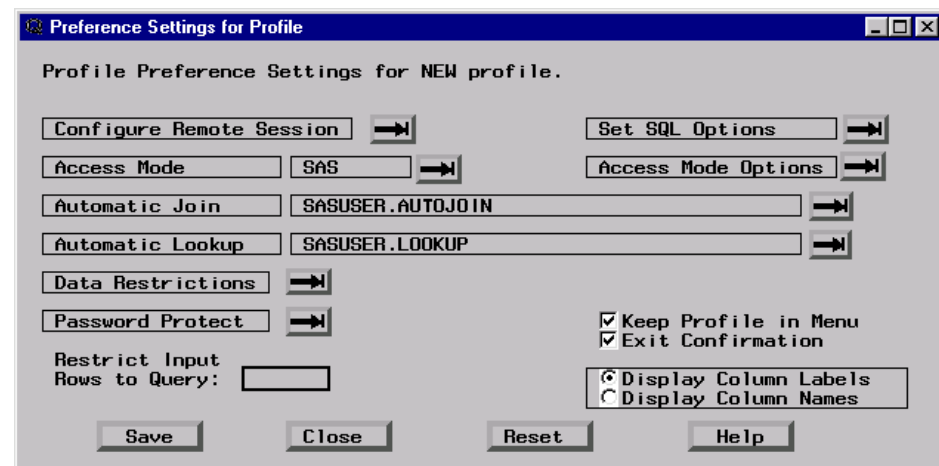 Preference Settings for Profile
Profile Preference Settings for NEW profile.
Configure Remote Session
Set SQL Options
Access Mode SAS
Access Mode Options
Automatic Join SASUSER.AUTOJOIN
Automatic Lookup SASUSER.LOOKUP
Data Restrictions
Password Protect
Keep Profile in Menu
Exit Confirmation
Restrict Input
Rows to Query:
Display Column Labels
Display Column Names
Save Close Reset Help